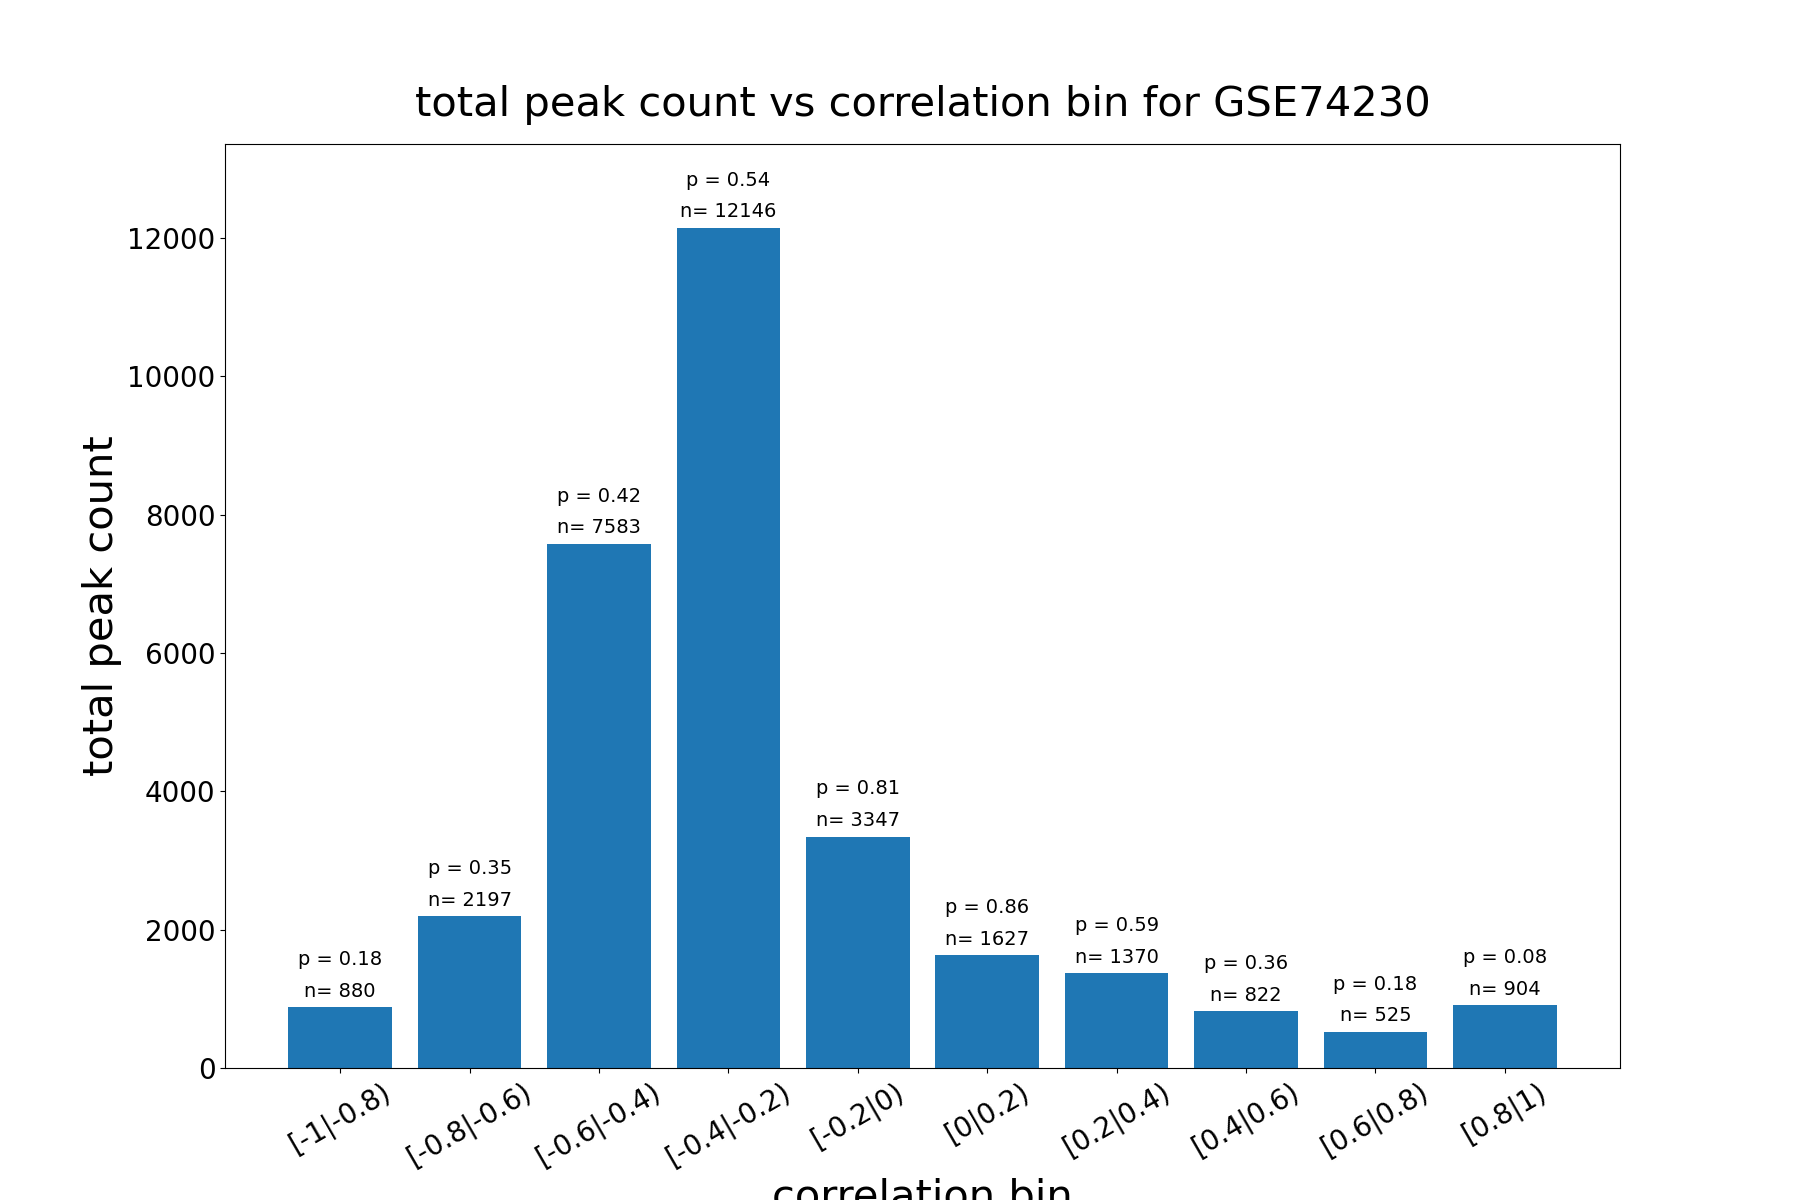 total peak count vs correlation bin for GSE74230
total peak count
12000
10000
8000
6000
4000
2000
0
p = 0.18
n= 880
p = 0.35
n= 2197
p = 0.42
n= 7583
p = 0.54
n= 12146
p = 0.81
n= 3347
p = 0.86
n= 1627
p = 0.59
n= 1370
p = 0.36
n= 822
p = 0.18
n= 525
p = 0.08
n= 904
[-1|-0.8)
[-0.8|-0.6)
[-0.6|-0.4)
[-0.4|-0.2)
[-0.2|0)
[0|0.2)
[0.2|0.4)
[0.4|0.6)
[0.6|0.8)
[0.8|1)
correlation bin